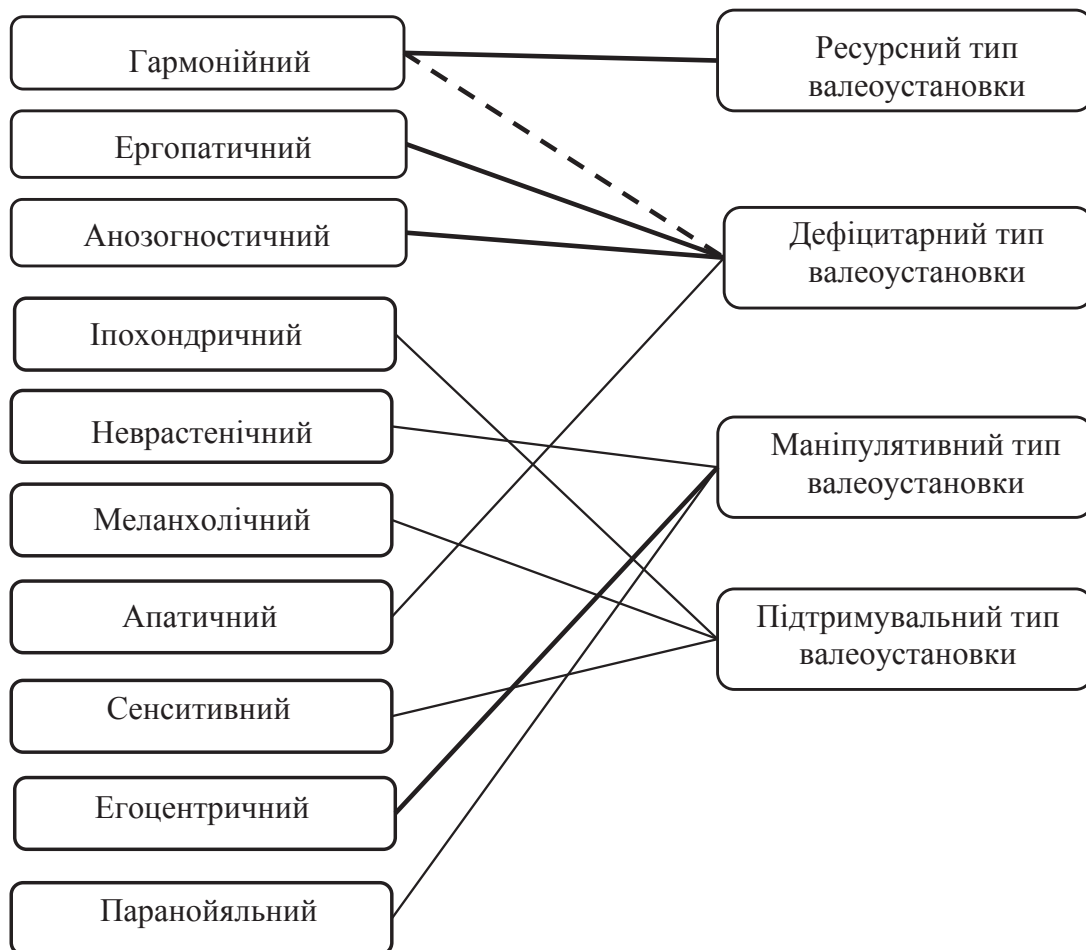 Гармонійний
Ергопатичний
Анозогностичний
Іпохондричний
Неврастенічний
Меланхолічний
Апатичний
Сенситивний
Егоцентричний
Паранойяльний
Ресурсний тип
валеоустановки
Дефіцитарний тип
валеоустановки
Маніпулятивний тип
валеоустановки
Підтримувальний тип
валеоустановки